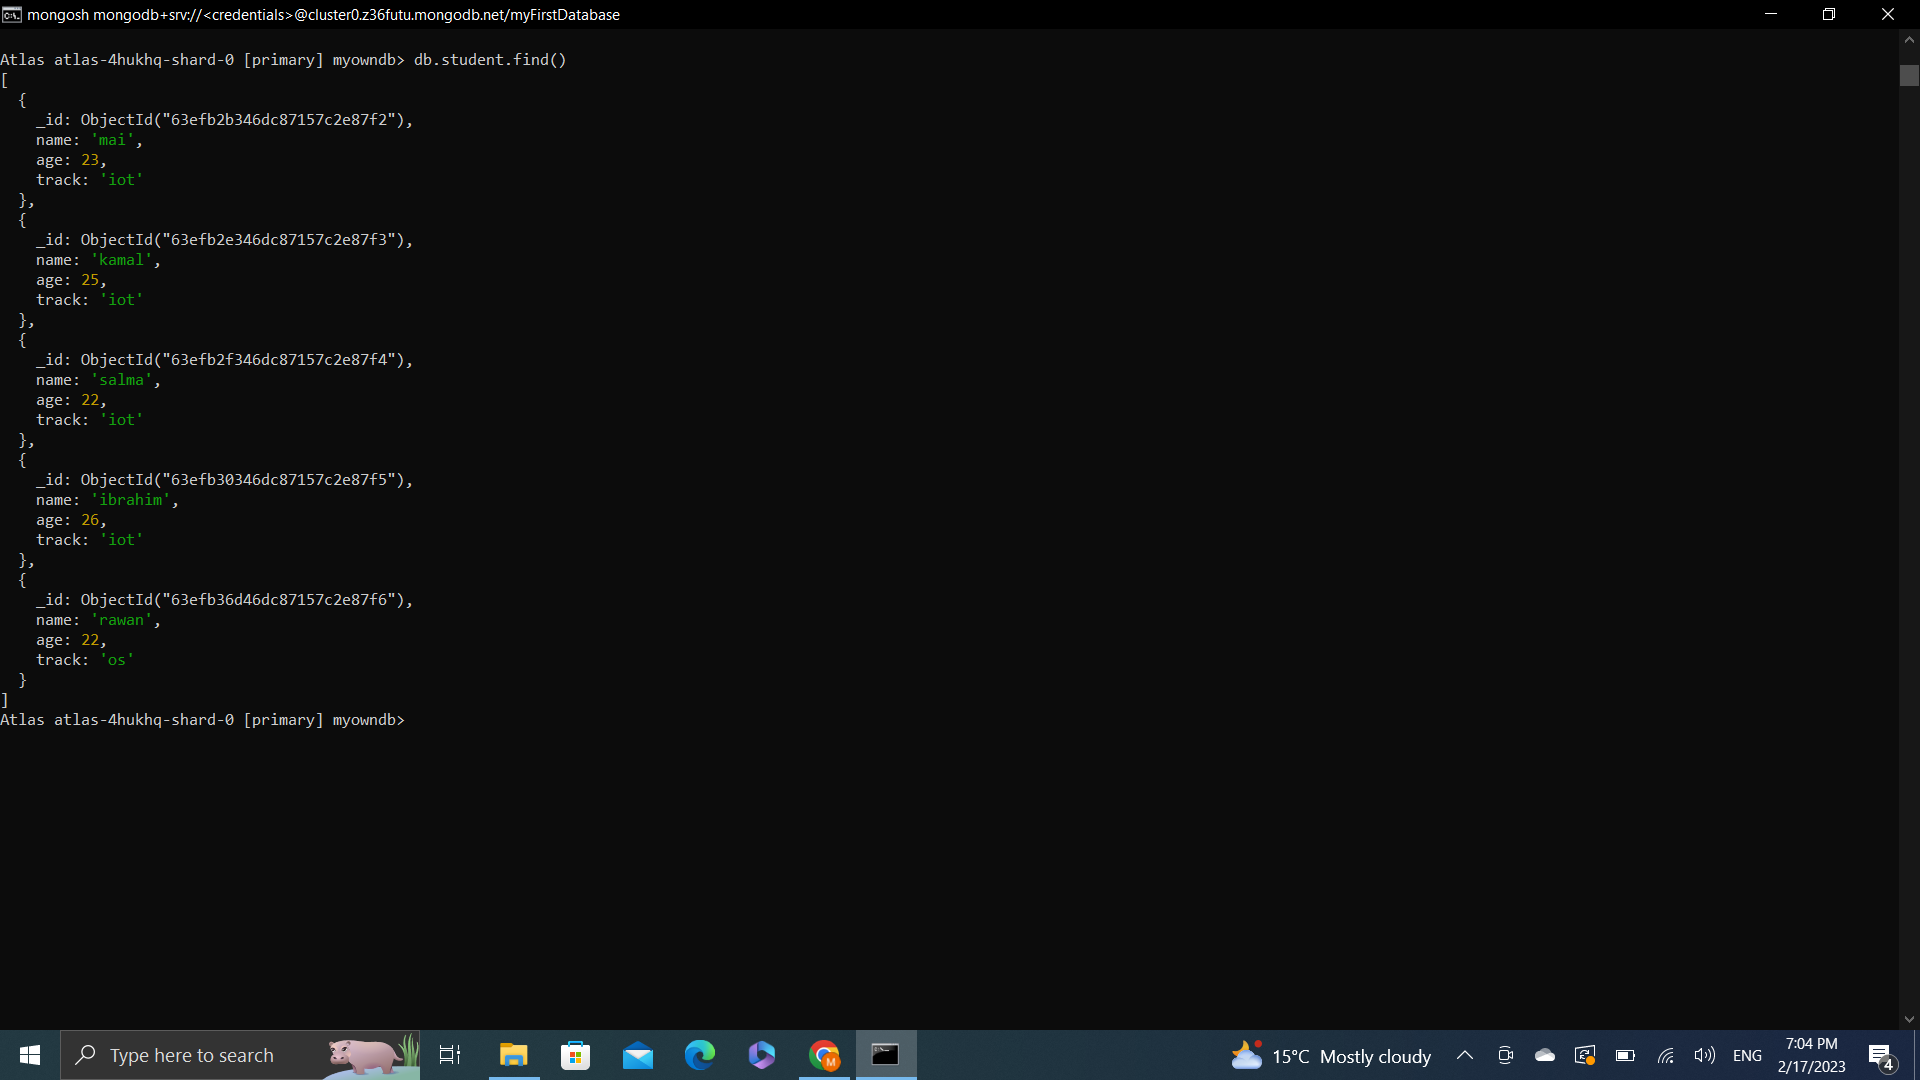 mongosh mongodb+srv://<credentials>@cluster0.z36futu.mongodb.net/myFirstDatabase
Atlas atlas-4hukhq-shard-0 [primary] myowndb> db.student.find()
[
  {
    _id: ObjectId("63efb2b346dc87157c2e87f2"),
    name: 'mai',
    age: 23,
    track: 'iot'
  },
  {
    _id: ObjectId("63efb2e346dc87157c2e87f3"),
    name: 'kamal',
    age: 25,
    track: 'iot'
  },
  {
    _id: ObjectId("63efb2f346dc87157c2e87f4"),
    name: 'salma',
    age: 22,
    track: 'iot'
  },
  {
    _id: ObjectId("63efb30346dc87157c2e87f5"),
    name: 'ibrahim',
    age: 26,
    track: 'iot'
  },
  {
    _id: ObjectId("63efb36d46dc87157c2e87f6"),
    name: 'rawan',
    age: 22,
    track: 'os'
  }
]
Atlas atlas-4hukhq-shard-0 [primary] myowndb>
Type here to search
15°C Mostly cloudy
ENG
7:04 PM
2/17/2023
4